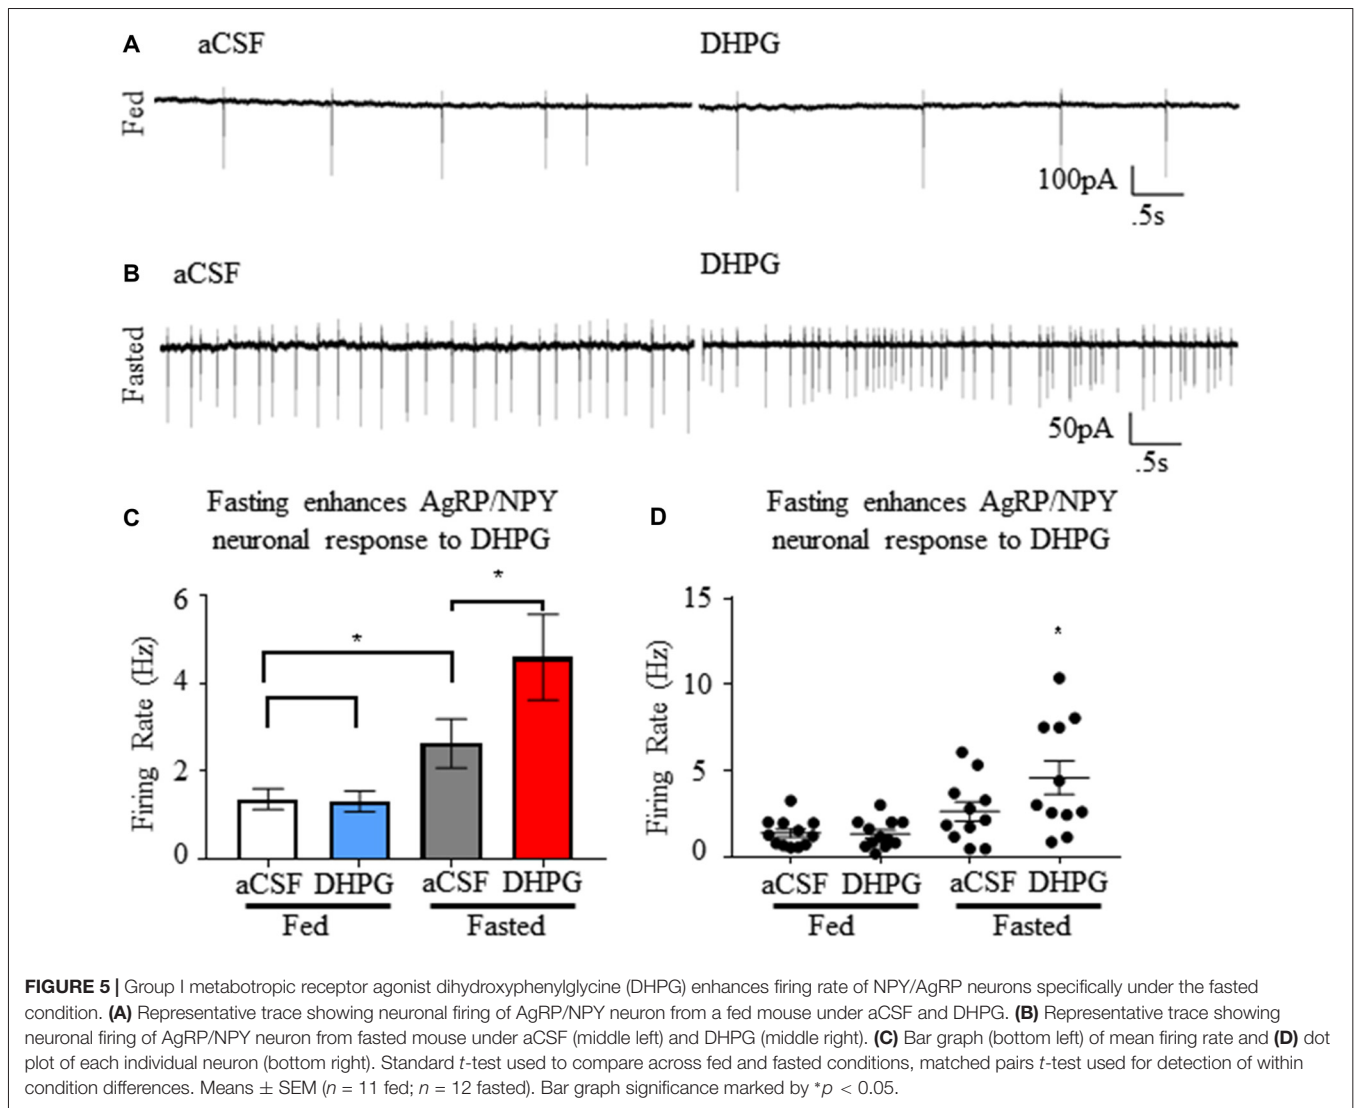 A
aCSF
DHPG
Fed
100pA
.5s
B
aCSF
DHPG
Fasted
50pA
.5s
C
Fasting enhances AgRP/NPY
neuronal response to DHPG
*
*
Firing Rate (Hz)
6
4
2
0
aCSF DHPG aCSF DHPG
Fed Fasted
D
Fasting enhances AgRP/NPY
neuronal response to DHPG
*
Firing Rate (Hz)
15
10
5
0
aCSF DHPG aCSF DHPG
Fed Fasted
FIGURE 5 | Group I metabotropic receptor agonist dihydroxyphenylglycine (DHPG) enhances firing rate of NPY/AgRP neurons specifically under the fasted
condition. (A) Representative trace showing neuronal firing of AgRP/NPY neuron from a fed mouse under aCSF and DHPG. (B) Representative trace showing
neuronal firing of AgRP/NPY neuron from fasted mouse under aCSF (middle left) and DHPG (middle right). (C) Bar graph (bottom left) of mean firing rate and (D) dot
plot of each individual neuron (bottom right). Standard t-test used to compare across fed and fasted conditions, matched pairs t-test used for detection of within
condition differences. Means ± SEM (n = 11 fed; n = 12 fasted). Bar graph significance marked by *p < 0.05.